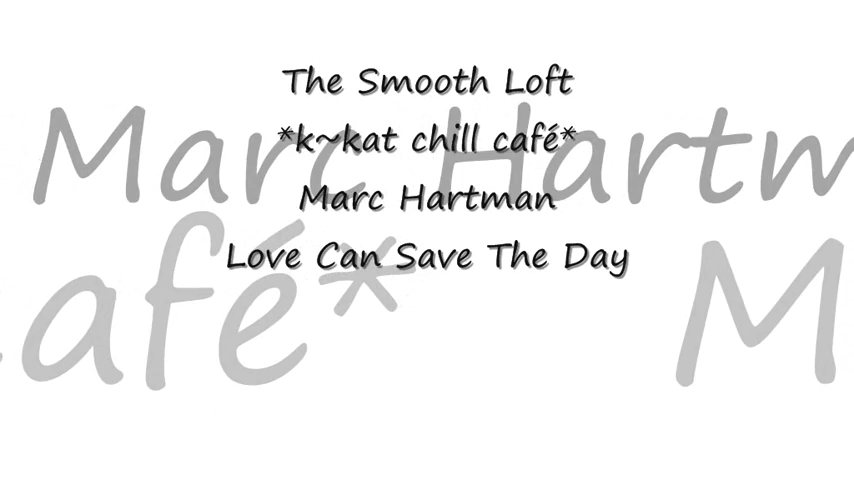 The Smooth Loft
*k~kat chill café*
Marc Hartman
Love Can Save The Day
Marc Hartw
afé*
M